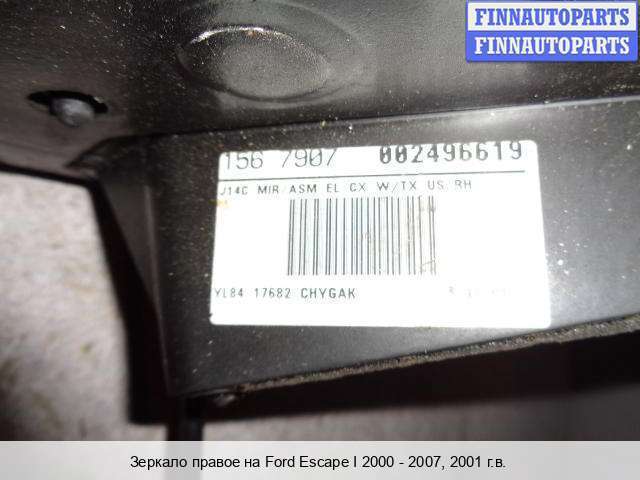 FINNAUTOPARTS
FINNAUTOPARTS
156 7907 002496619
J14C MIR/ASM EL CX W/TX US RH
YL84 17682 CHYGAK
Зеркало правое на Ford Escape I 2000 - 2007, 2001 г.в.